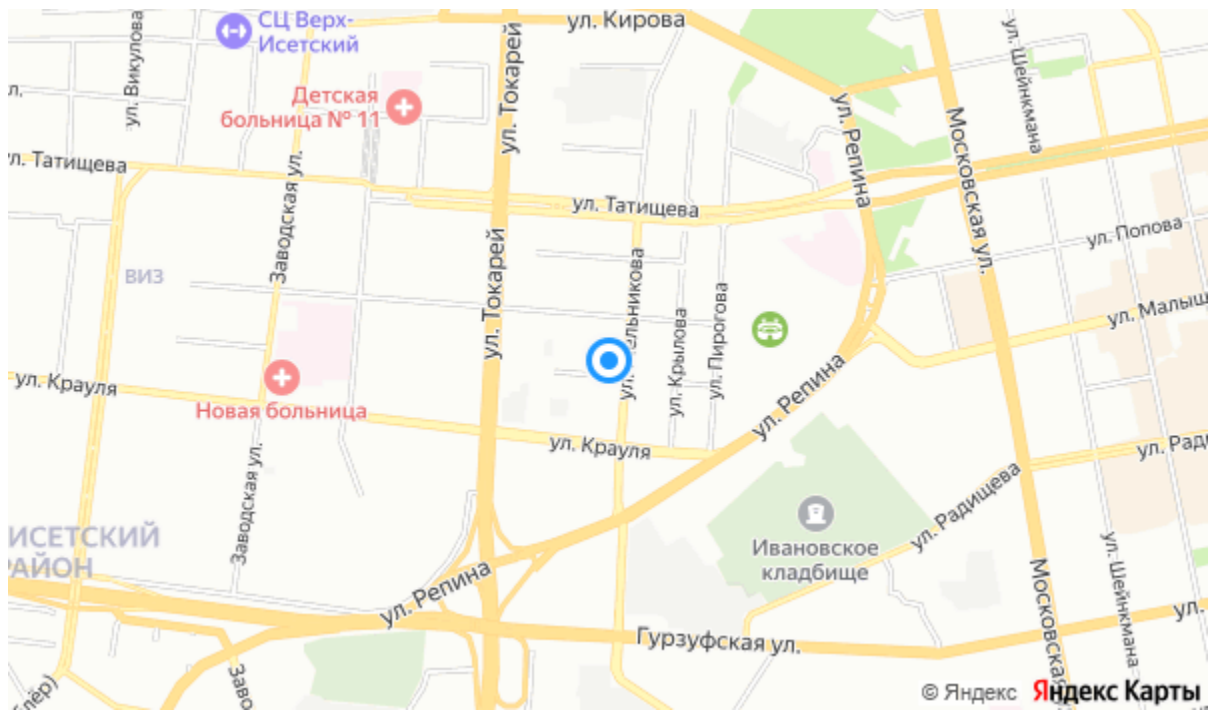 СЦ Верх-
Исетский
ул. Кирова
ул. Викулова
Детская
больница № 11
ул. Токарей
ул. Репина
Московская ул.
ул. Шейнкмана
ул. Татищева
Заводская ул.
ул. Татищева
ул. Попова
ВИЗ
ул. Токарей
ул. Крылова
ул. Пирогова
ул. Малыш
ул. Крауля
Новая больница
ул. Репина
ул. Крауля
Заводская ул.
ул. Радищева
ул. Рад
ИСЕТСКИЙ
РАЙОН
Ивановское
кладбище
ул. Шейнкмана
ул. Репина
Московская
Гурзуфская ул.
ул.
Заво
лёр)
© Яндекс Яндекс Карты